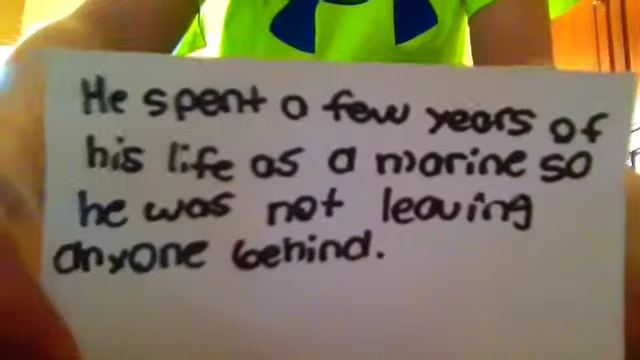 He spent a few years of
his life as a marine so
he was not leaving
anyone behind.